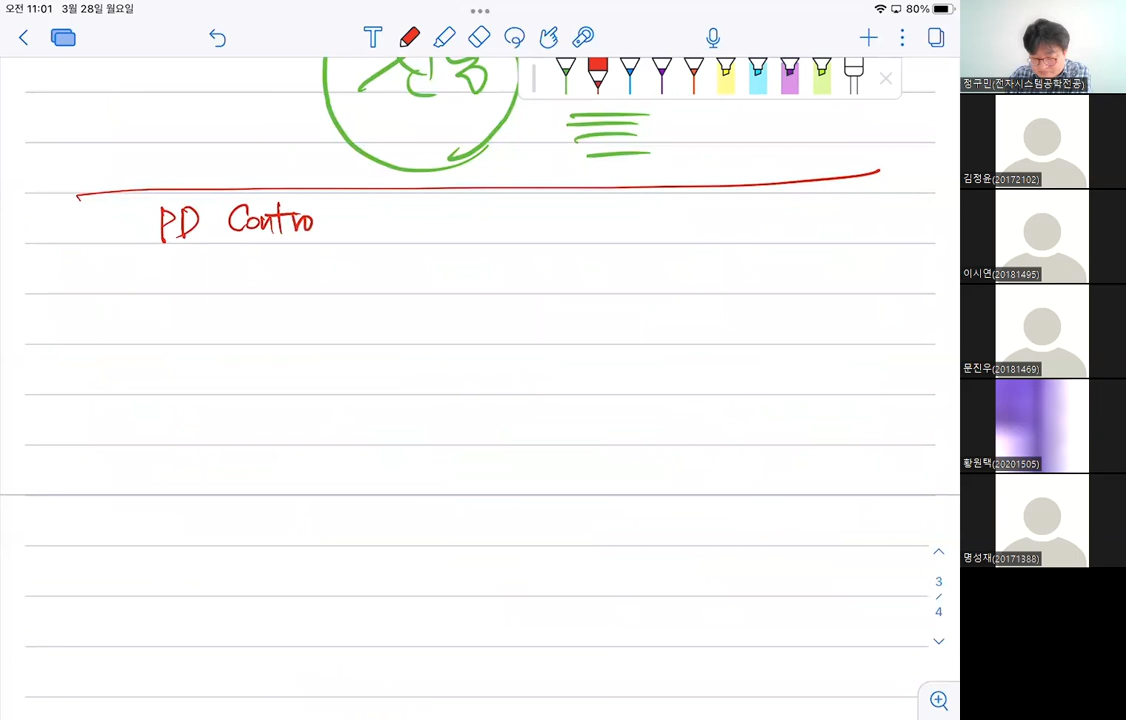 오전 11:01 3월 28일 월요일
80%
T
PD Contro
3
/
4
정구민(전자시스템공학전공)
김정윤(20172102)
이시연(20181495)
문진우(20181469)
황원택(20201505)
명성재(20171388)